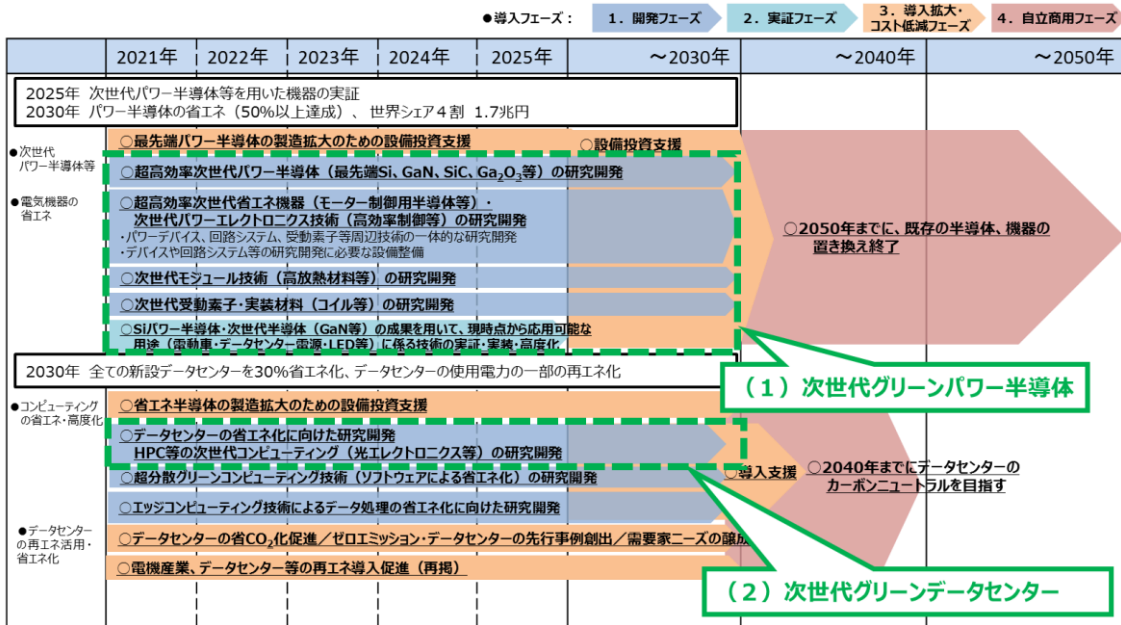 ●導入フェーズ：
1．開発フェーズ
2．実証フェーズ
3．導入拡大・
コスト低減フェーズ
4．自立商用フェーズ
2021年
2022年
2023年
2024年
2025年
～2030年
～2040年
～2050年
2025年 次世代パワー半導体等を用いた機器の実証
2030年 パワー半導体の省エネ（50％以上達成）、世界シェア４割 1.7兆円
●次世代
パワー半導体等
●電気機器の
省エネ
○最先端パワー半導体の製造拡大のための設備投資支援
○設備投資支援
○超高効率次世代パワー半導体（最先端Si、GaN、SiC、Ga₂O₃等）の研究開発
○超高効率次世代省エネ機器（モーター制御用半導体等）・
次世代パワーエレクトロニクス技術（高効率制御等）の研究開発
・パワーデバイス、回路システム、受動素子等周辺技術の一体的な研究開発
・デバイスや回路システム等の研究開発に必要な設備整備
○次世代モジュール技術（高放熱材料等）の研究開発
○次世代受動素子・実装材料（コイル等）の研究開発
○Siパワー半導体・次世代半導体（GaN等）の成果を用いて、現時点から応用可能な
用途（電動車・データセンター電源・LED等）に係る技術の実証・実装・高度化
○2050年までに、既存の半導体、機器の
置き換え終了
（１）次世代グリーンパワー半導体
2030年 全ての新設データセンターを30％省エネ化、データセンターの使用電力の一部の再エネ化
●コンピューティング
の省エネ・高度化
●データセンター
の再エネ活用・
省エネ化
○省エネ半導体の製造拡大のための設備投資支援
○データセンターの省エネ化に向けた研究開発
HPC等の次世代コンピューティング（光エレクトロニクス等）の研究開発
○超分散グリーンコンピューティング技術（ソフトウェアによる省エネ化）の研究開発
○導入支援
○エッジコンピューティング技術によるデータ処理の省エネ化に向けた研究開発
○データセンターの省CO₂化促進／ゼロエミッション・データセンターの先行事例創出／需要家ニーズの醸成
○電機産業、データセンター等の再エネ導入促進（再掲）
○2040年までにデータセンターの
カーボンニュートラルを目指す
（２）次世代グリーンデータセンター